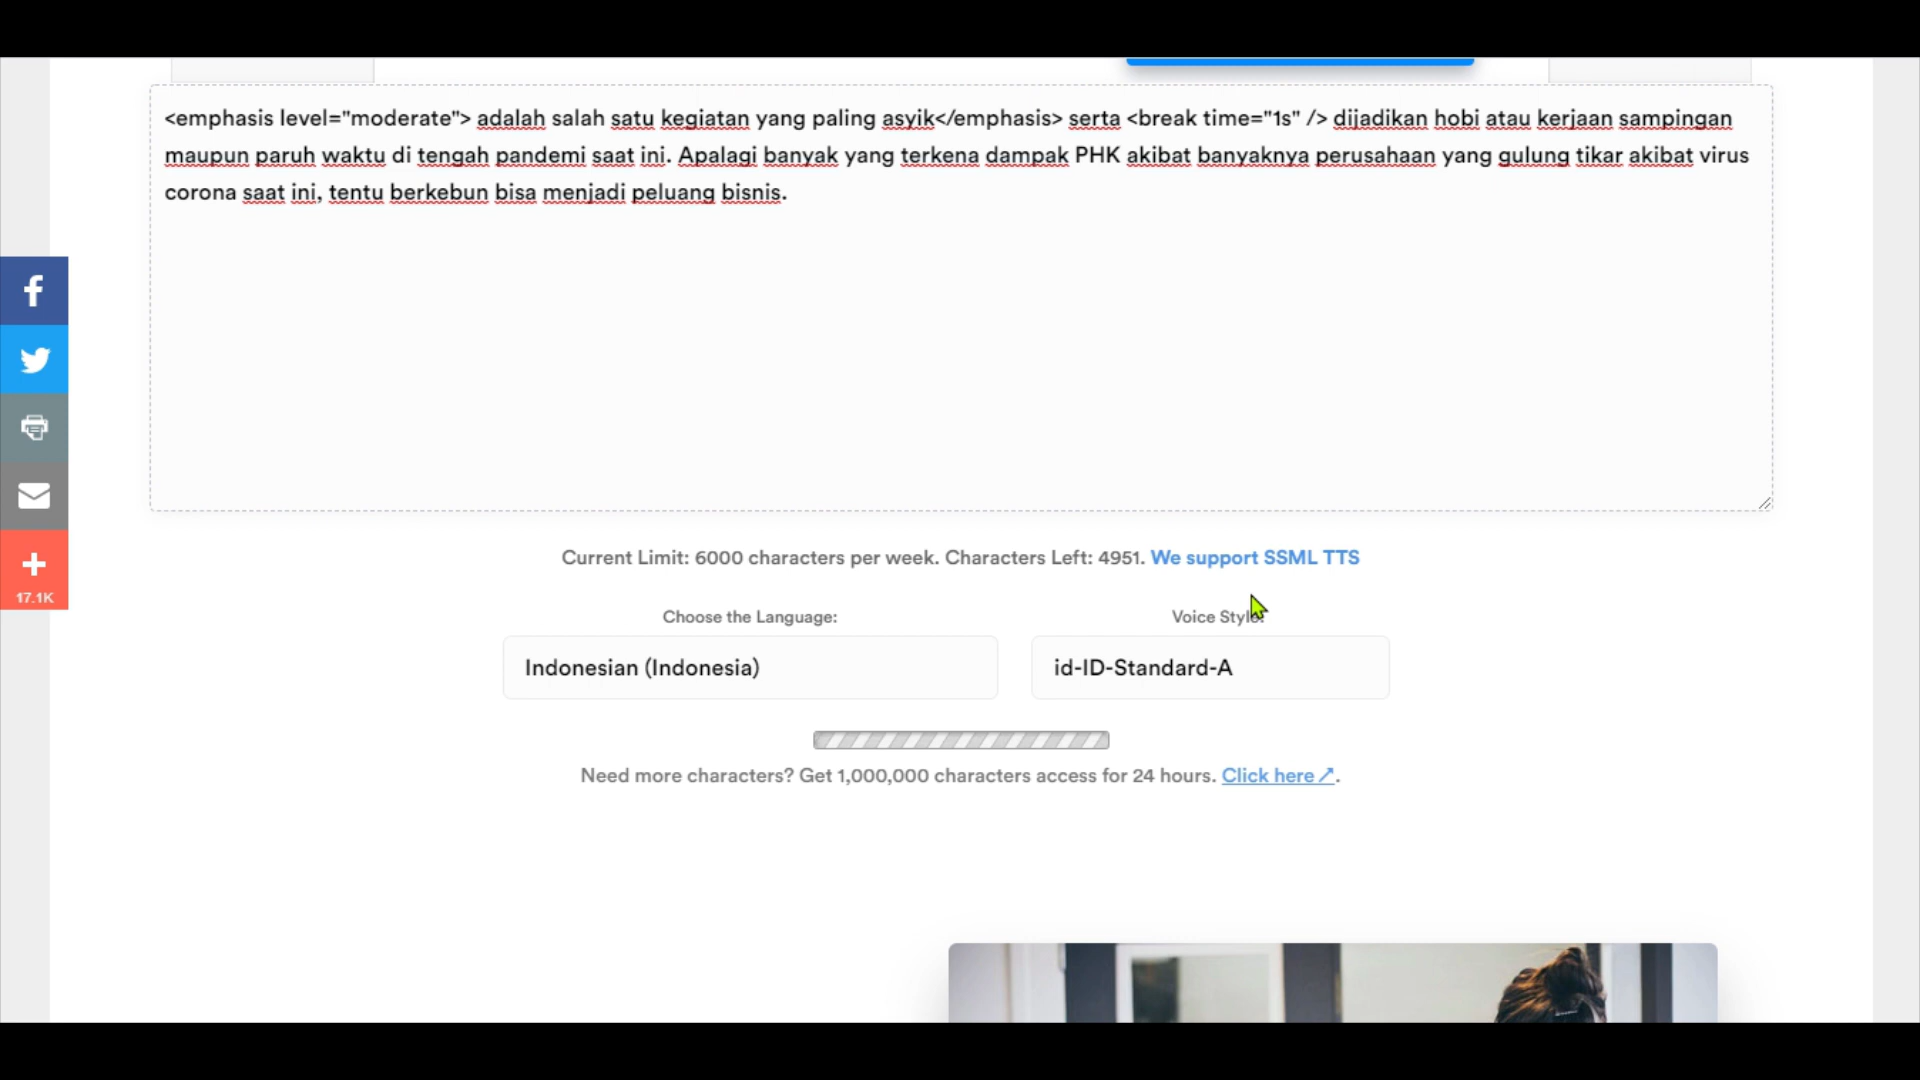 <emphasis level="moderate"> adalah salah satu kegiatan yang paling asyik</emphasis> serta <break time="1s" /> dijadikan hobi atau kerjaan sampingan
maupun paruh waktu di tengah pandemi saat ini. Apalagi banyak yang terkena dampak PHK akibat banyaknya perusahaan yang gulung tikar akibat virus
corona saat ini, tentu berkebun bisa menjadi peluang bisnis.
17.1K
Current Limit: 6000 characters per week. Characters Left: 4951. We support SSML TTS
Choose the Language:
Voice Style:
Indonesian (Indonesia)
id-ID-Standard-A
Need more characters? Get 1,000,000 characters access for 24 hours. Click here↗.